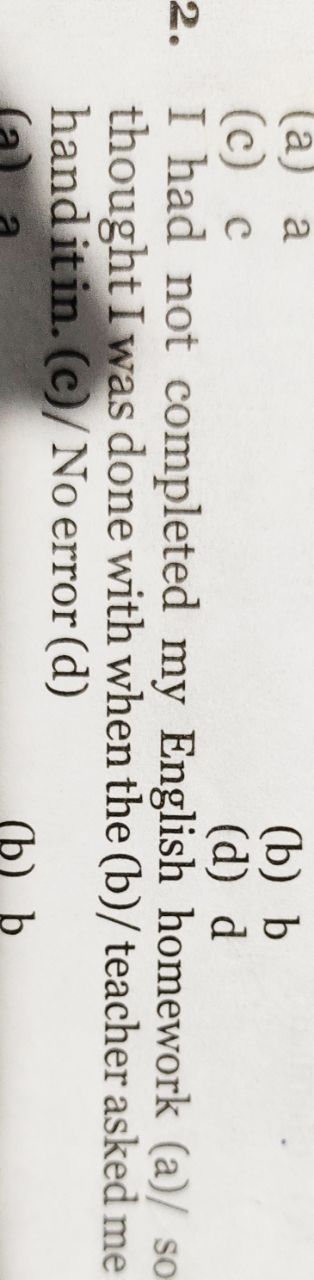 (a) a (b) b
(c) c (d) d
2. I had not completed my English homework (a)/ so
thought I was done with when the (b)/ teacher asked me
hand it in. (c)/ No error (d)
(a) a (b) b